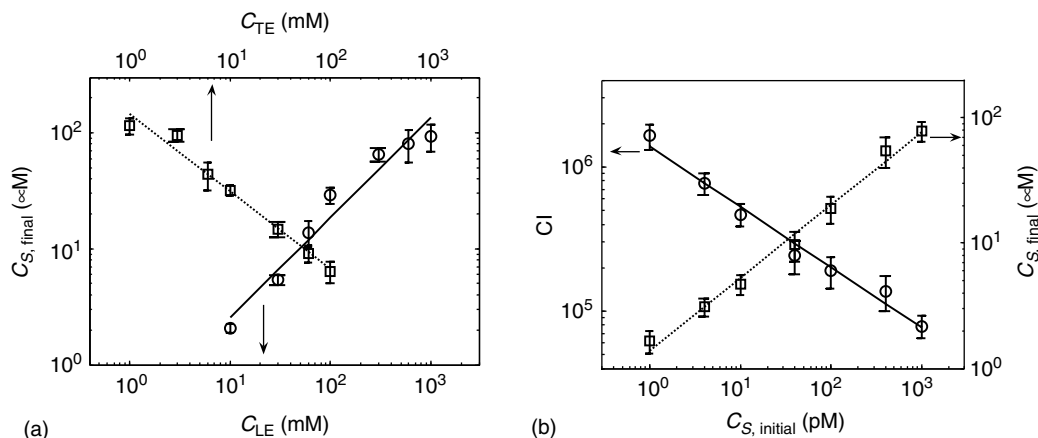 C_TE (mM)
10^0 10^1 10^2 10^3
10^2
10^1
10^0
C_S, final (∝M)
10^0 10^1 10^2 10^3
C_LE (mM)
(a)
10^6
10^5
CI
10^2
10^1
10^0
C_S, final (∝M)
10^0 10^1 10^2 10^3
C_S, initial (pM)
(b)